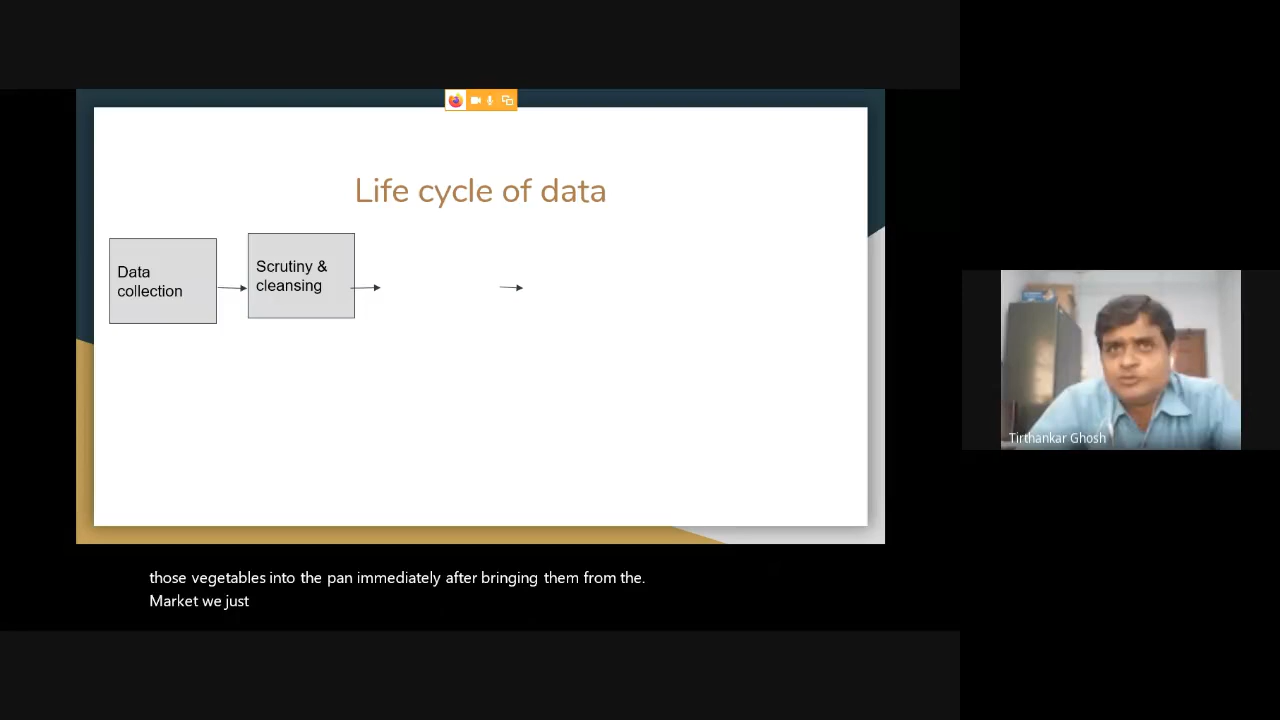 Life cycle of data
Data
collection
Scrutiny &
cleansing
Tirthankar Ghosh
those vegetables into the pan immediately after bringing them from the.
Market we just